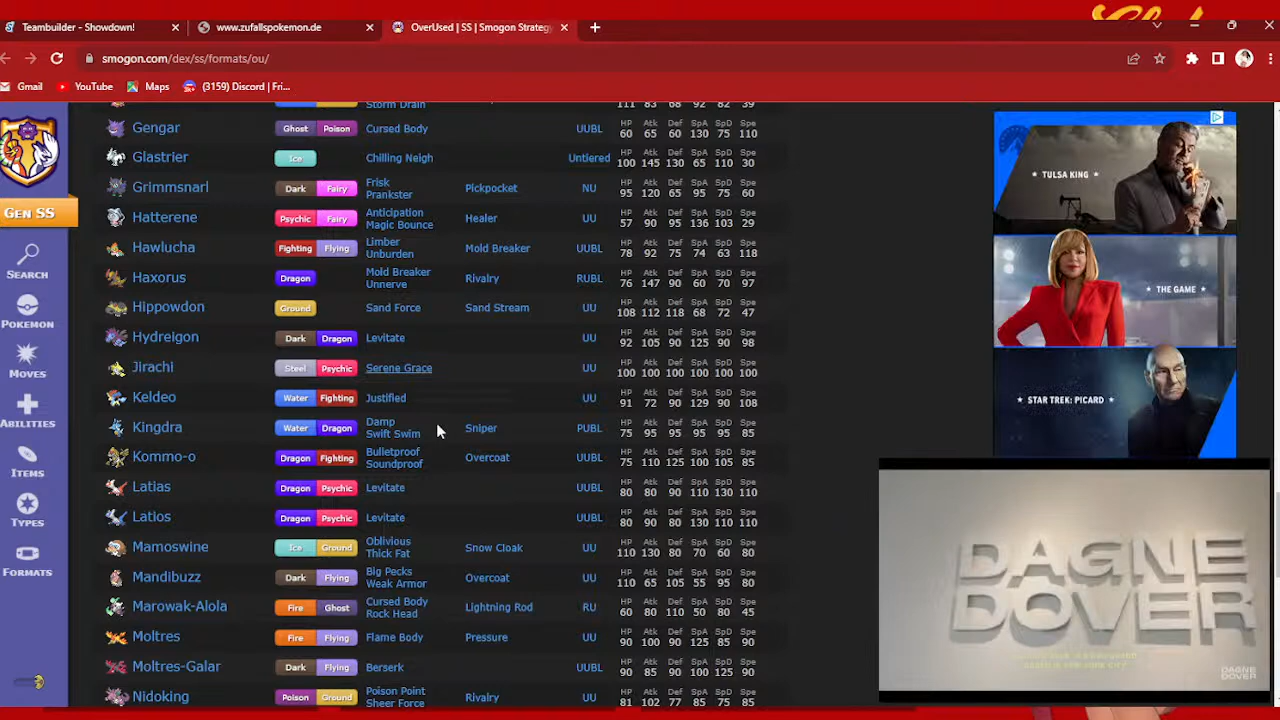 Teambuilder - Showdown!
www.zufallspokemon.de
OverUsed | SS | Smogon Strategy
smogon.com/dex/ss/formats/ou/
Gmail YouTube Maps (3159) Discord | Fri...
GEN SS
SEARCH
POKEMON
MOVES
ABILITIES
ITEMS
TYPES
FORMATS
Storm Drain 111 83 68 92 82 39
HP Atk Def SpA SpD Spe
Gengar Ghost Poison Cursed Body UUBL 60 65 60 130 75 110
HP Atk Def SpA SpD Spe
Glastrier Ice Chilling Neigh Untiered 100 145 130 65 110 30
HP Atk Def SpA SpD Spe
Grimmsnarl Dark Fairy Frisk Prankster Pickpocket NU 95 120 65 95 75 60
HP Atk Def SpA SpD Spe
Hatterene Psychic Fairy Anticipation Magic Bounce Healer UU 57 90 95 136 103 29
HP Atk Def SpA SpD Spe
Hawlucha Fighting Flying Limber Unburden Mold Breaker UUBL 78 92 75 74 63 118
HP Atk Def SpA SpD Spe
Haxorus Dragon Mold Breaker Unnerve Rivalry RUBL 76 147 90 60 70 97
HP Atk Def SpA SpD Spe
Hippowdon Ground Sand Force Sand Stream UU 108 112 118 68 72 47
HP Atk Def SpA SpD Spe
Hydreigon Dark Dragon Levitate UU 92 105 90 125 90 98
HP Atk Def SpA SpD Spe
Jirachi Steel Psychic Serene Grace UU 100 100 100 100 100 100
HP Atk Def SpA SpD Spe
Keldeo Water Fighting Justified UU 91 72 90 129 90 108
HP Atk Def SpA SpD Spe
Kingdra Water Dragon Damp Swift Swim Sniper PUBL 75 95 95 95 95 85
HP Atk Def SpA SpD Spe
Kommo-o Dragon Fighting Bulletproof Soundproof Overcoat UUBL 75 110 125 100 105 85
HP Atk Def SpA SpD Spe
Latias Dragon Psychic Levitate UUBL 80 80 90 110 130 110
HP Atk Def SpA SpD Spe
Latios Dragon Psychic Levitate UUBL 80 90 80 130 110 110
HP Atk Def SpA SpD Spe
Mamoswine Ice Ground Oblivious Thick Fat Snow Cloak UU 110 130 80 70 60 80
HP Atk Def SpA SpD Spe
Mandibuzz Dark Flying Big Pecks Weak Armor Overcoat UU 110 65 105 55 95 80
HP Atk Def SpA SpD Spe
Marowak-Alola Fire Ghost Cursed Body Rock Head Lightning Rod RU 60 80 110 50 80 45
HP Atk Def SpA SpD Spe
Moltres Fire Flying Flame Body Pressure UU 90 100 90 125 85 90
HP Atk Def SpA SpD Spe
Moltres-Galar Dark Flying Berserk UUBL 90 85 90 100 125 90
HP Atk Def SpA SpD Spe
Nidoking Poison Ground Poison Point Sheer Force Rivalry UU 81 102 77 85 75 85
TULSA KING
THE GAME
STAR TREK: PICARD
DAGNE
DOVER
DAGNE
DOVER